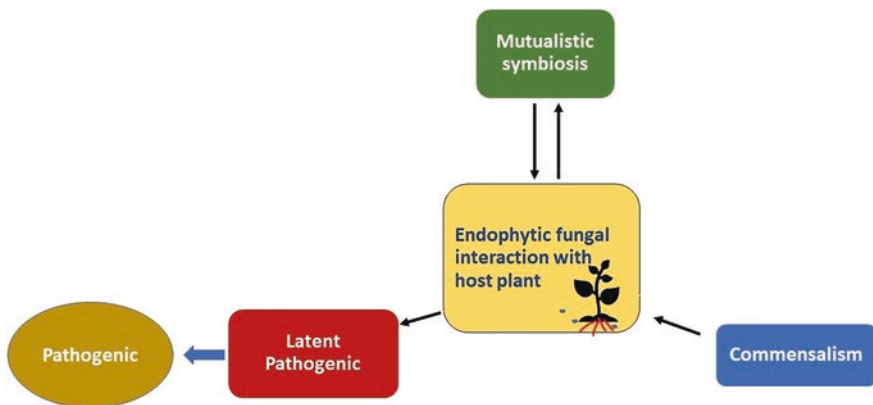 Mutualistic
symbiosis
Endophytic fungal
interaction with
host plant
Pathogenic
Latent
Pathogenic
Commensalism